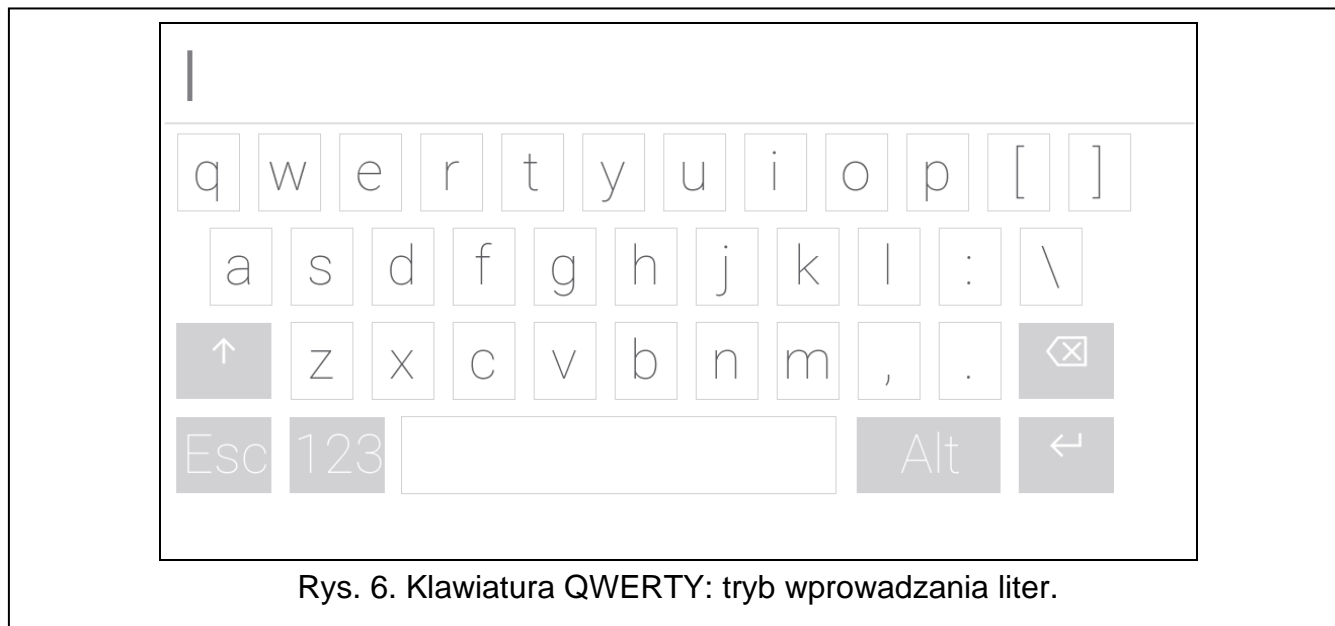 q w e r t y u i o p [ ]
a s d f g h j k l : \
↑ z x c v b n m , .
Esc 123 Alt
Rys. 6. Klawiatura QWERTY: tryb wprowadzania liter.